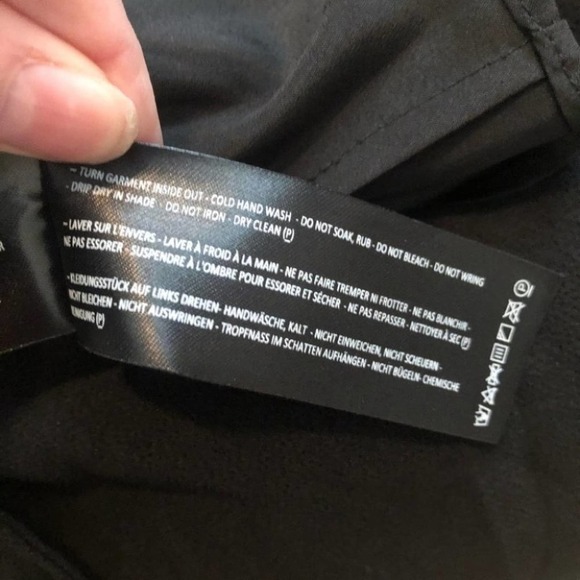 - TURN GARMENT INSIDE OUT - COLD HAND WASH - DO NOT SOAK, RUB - DO NOT BLEACH - DO NOT WRING
- DRIP DRY IN SHADE - DO NOT IRON - DRY CLEAN Ⓟ
- LAVER SUR L'ENVERS - LAVER À FROID À LA MAIN - NE PAS FAIRE TREMPER NI FROTTER - NE PAS BLANCHIR -
NE PAS ESSORER - SUSPENDRE À L'OMBRE POUR ESSORER ET SÉCHER - NE PAS REPASSER - NETTOYER À SEC Ⓟ
- KLEIDUNGSSTÜCK AUF LINKS DREHEN- HANDWÄSCHE, KALT - NICHT EINWEICHEN, NICHT SCHEUERN -
NICHT BLEICHEN - NICHT AUSWRINGEN - TROPFNASS IM SCHATTEN AUFHÄNGEN - NICHT BÜGELN- CHEMISCHE
REINIGUNG Ⓟ